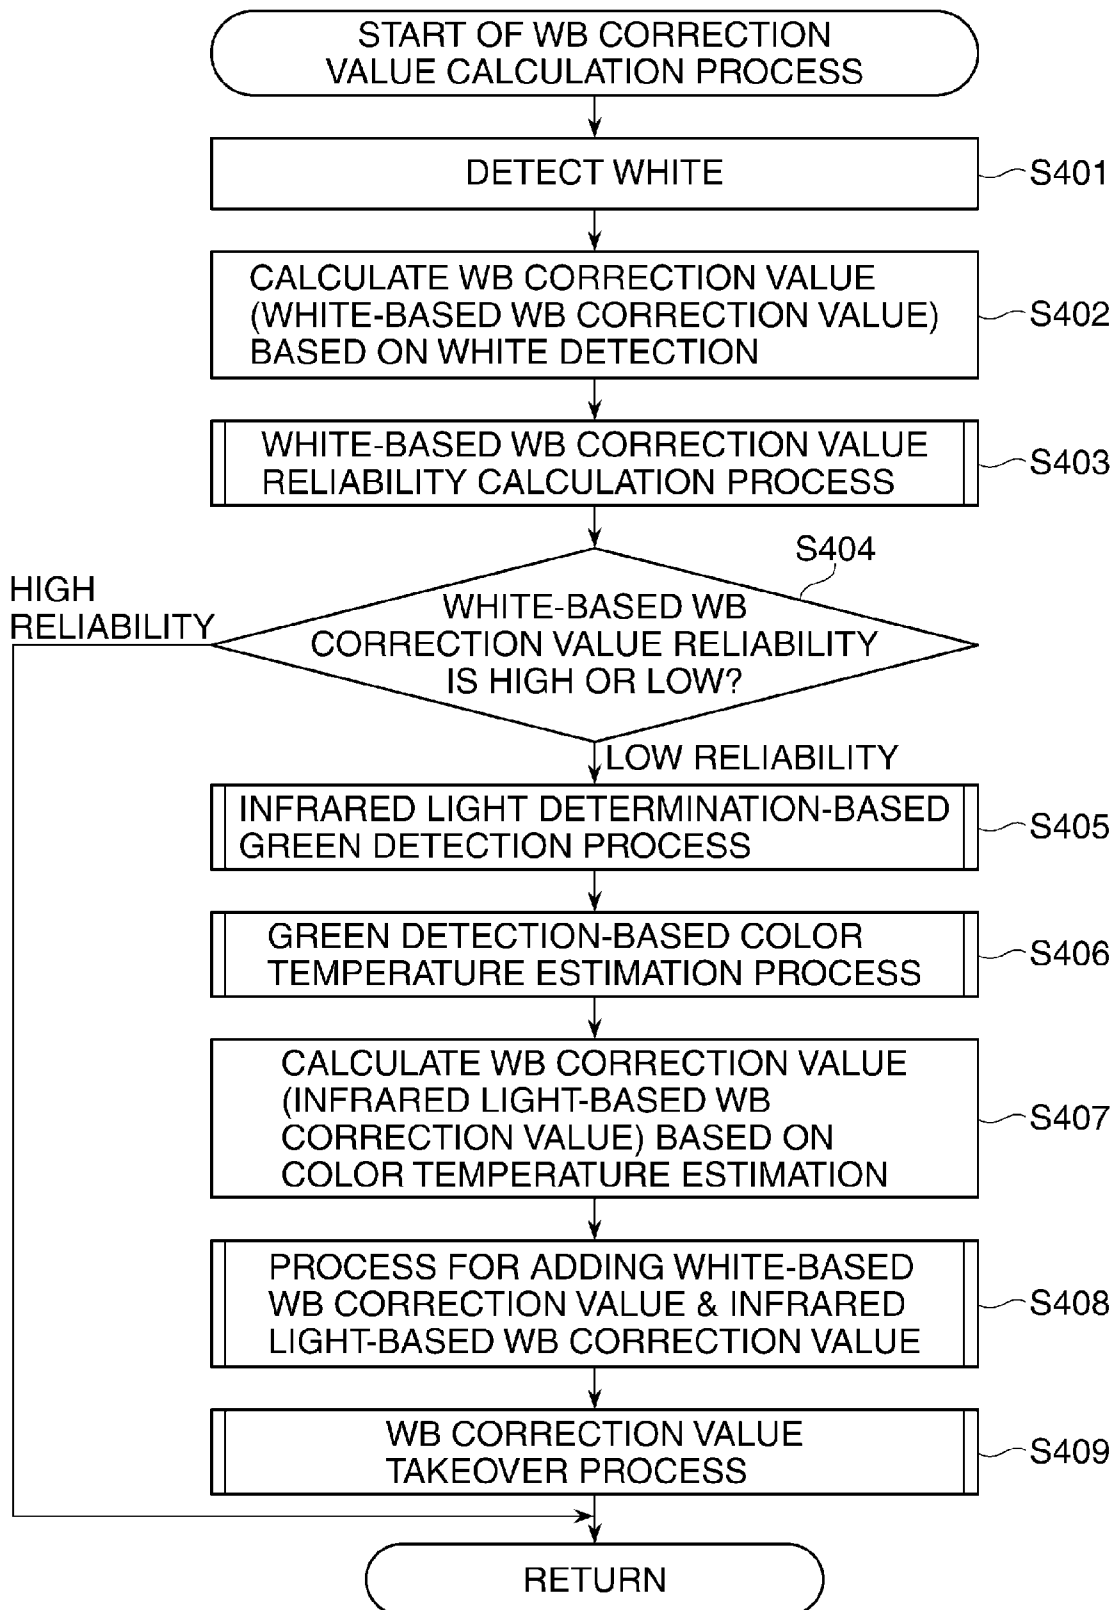 START OF WB CORRECTION
VALUE CALCULATION PROCESS
DETECT WHITE
S401
CALCULATE WB CORRECTION VALUE
(WHITE-BASED WB CORRECTION VALUE)
BASED ON WHITE DETECTION
S402
WHITE-BASED WB CORRECTION VALUE
RELIABILITY CALCULATION PROCESS
S403
S404
HIGH
RELIABILITY
WHITE-BASED WB
CORRECTION VALUE RELIABILITY
IS HIGH OR LOW?
LOW RELIABILITY
INFRARED LIGHT DETERMINATION-BASED
GREEN DETECTION PROCESS
S405
GREEN DETECTION-BASED COLOR
TEMPERATURE ESTIMATION PROCESS
S406
CALCULATE WB CORRECTION VALUE
(INFRARED LIGHT-BASED WB
CORRECTION VALUE) BASED ON
COLOR TEMPERATURE ESTIMATION
S407
PROCESS FOR ADDING WHITE-BASED
WB CORRECTION VALUE & INFRARED
LIGHT-BASED WB CORRECTION VALUE
S408
WB CORRECTION VALUE
TAKEOVER PROCESS
S409
RETURN